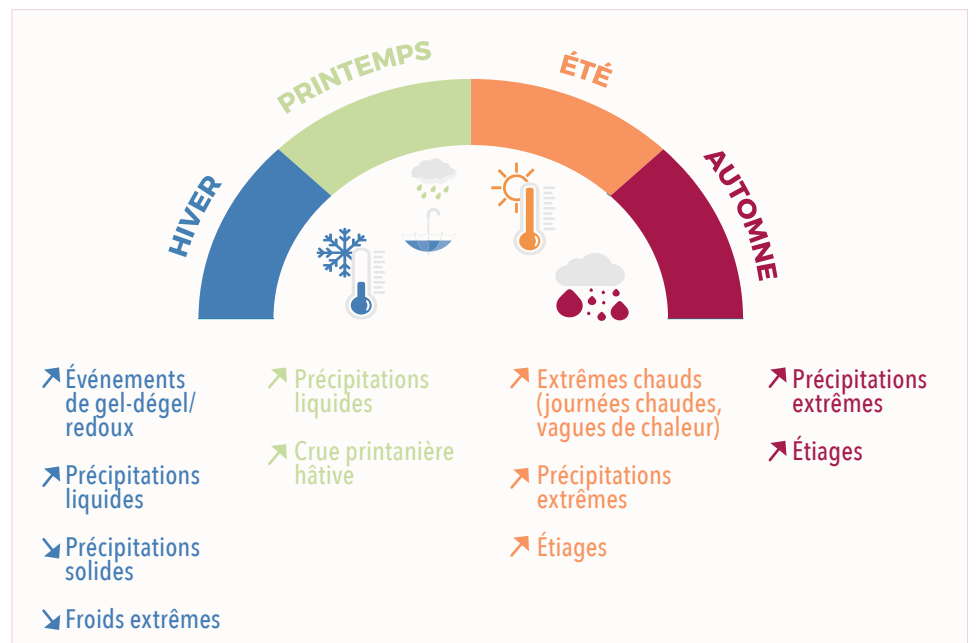 HIVER
PRINTEMPS
ÉTÉ
AUTOMNE
Événements
de gel-dégel/
redoux
Précipitations
liquides
Précipitations
solides
Froids extrêmes
Précipitations
liquides
Crue printanière
hâtive
Extrêmes chauds
(journées chaudes,
vagues de chaleur)
Précipitations
extrêmes
Étiages
Précipitations
extrêmes
Étiages